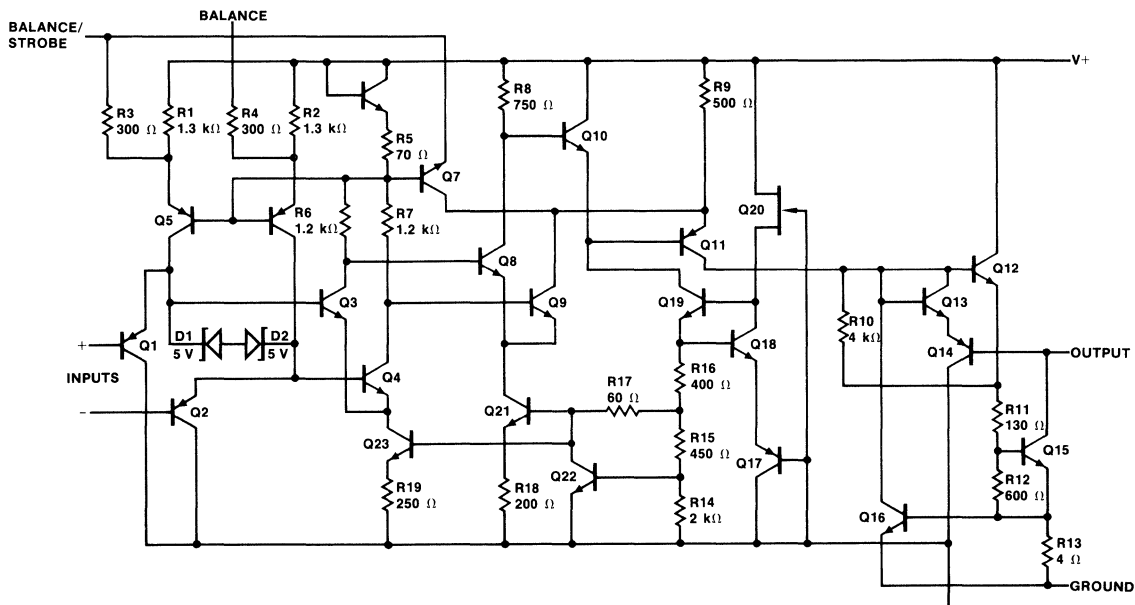 BALANCE/
STROBE
BALANCE
V+
R3
300 Ω
R1
1.3 kΩ
R4
300 Ω
R2
1.3 kΩ
R5
70 Ω
R8
750 Ω
R9
500 Ω
Q10
Q7
Q20
Q5
R6
1.2 kΩ
R7
1.2 kΩ
Q11
Q8
Q12
Q3
Q9
Q19
Q13
D1
5 V
D2
5 V
Q1
+
INPUTS
R10
4 kΩ
Q18
Q14
OUTPUT
Q4
R16
400 Ω
R17
60 Ω
−
Q2
Q21
R11
130 Ω
Q23
R15
450 Ω
Q17
Q15
Q22
R12
600 Ω
R19
250 Ω
R18
200 Ω
R14
2 kΩ
Q16
R13
4 Ω
GROUND